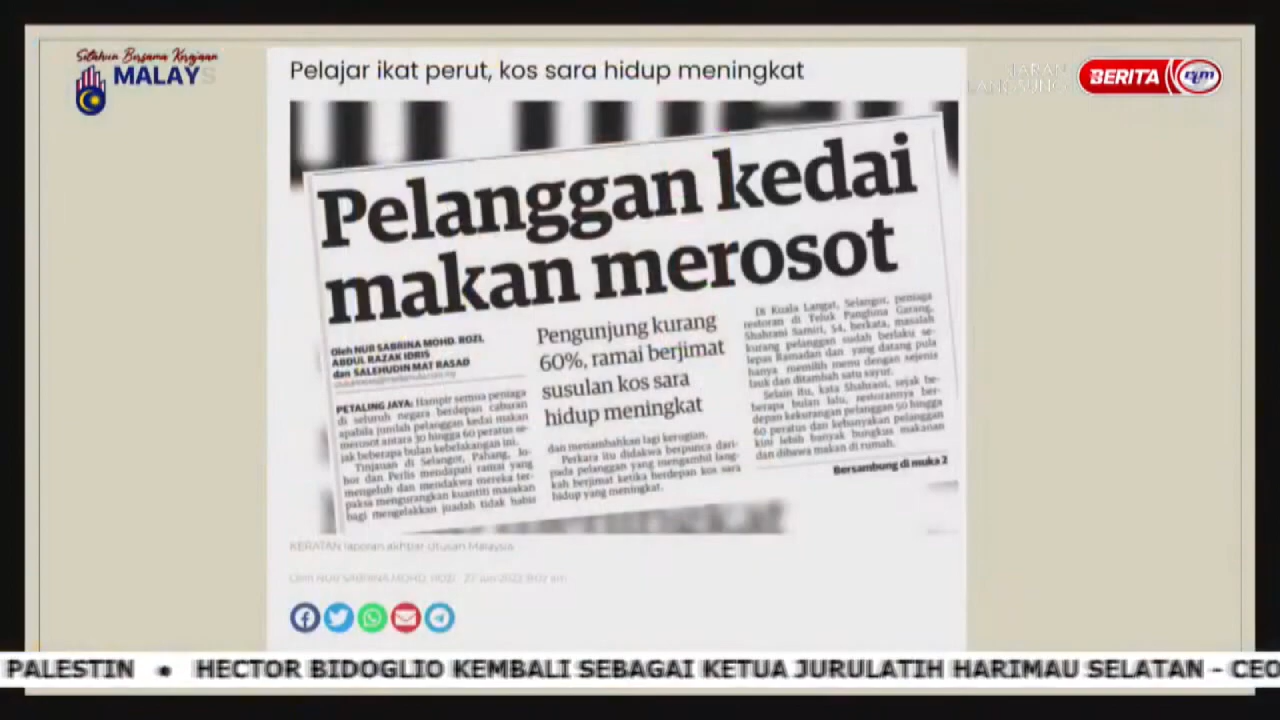 Setahun Bersama Kerajaan
MALAYS
SIARAN
LANGSUNG
BERITA RTM
Pelajar ikat perut, kos sara hidup meningkat
Pelanggan kedai
makan merosot
Oleh NUR SABRINA MOHD. ROZI,
ABDUL RAZAK IDRIS
dan SALEHUDIN MAT RASAD
PETALING JAYA: Hampir semua peniaga
di seluruh negara berdepan cabaran
apabila jumlah pelanggan kedai makan
merosot antara 30 hingga 60 peratus se-
jak beberapa bulan kebelakangan ini.
Tinjauan di Selangor, Pahang, Jo-
hor dan Perlis mendapati ramai yang
mengeluh dan mendakwa mereka ter-
paksa mengurangkan kuantiti masakan
bagi mengelakkan juadah tidak habis
Pengunjung kurang
60%, ramai berjimat
susulan kos sara
hidup meningkat
dan menambahkan lagi kerugian.
Perkara itu didakwa berpunca dari-
pada pelanggan yang mengambil lang-
kah berjimat ketika berdepan kos sara
hidup yang meningkat.
Di Kuala Langat, Selangor, peniaga
restoran di Teluk Panglima Garang,
Shahrani Samiri, 54, berkata, masalah
kurang pelanggan sudah berlaku se-
lepas Ramadan dan yang datang pula
hanya memilih menu dengan sejenis
lauk dan ditambah satu sayur.
Selain itu, kata Shahrani, sejak be-
berapa bulan lalu, restorannya ber-
depan kekurangan pelanggan 50 hingga
60 peratus dan kebanyakan pelanggan
kini lebih banyak bungkus makanan
dan dibawa makan di rumah.
Bersambung di muka 2
KERATAN laporan akhbar Utusan Malaysia
Oleh NUR SABRINA MOHD. ROZI
PALESTIN • HECTOR BIDOGLIO KEMBALI SEBAGAI KETUA JURULATIH HARIMAU SELATAN - CEO